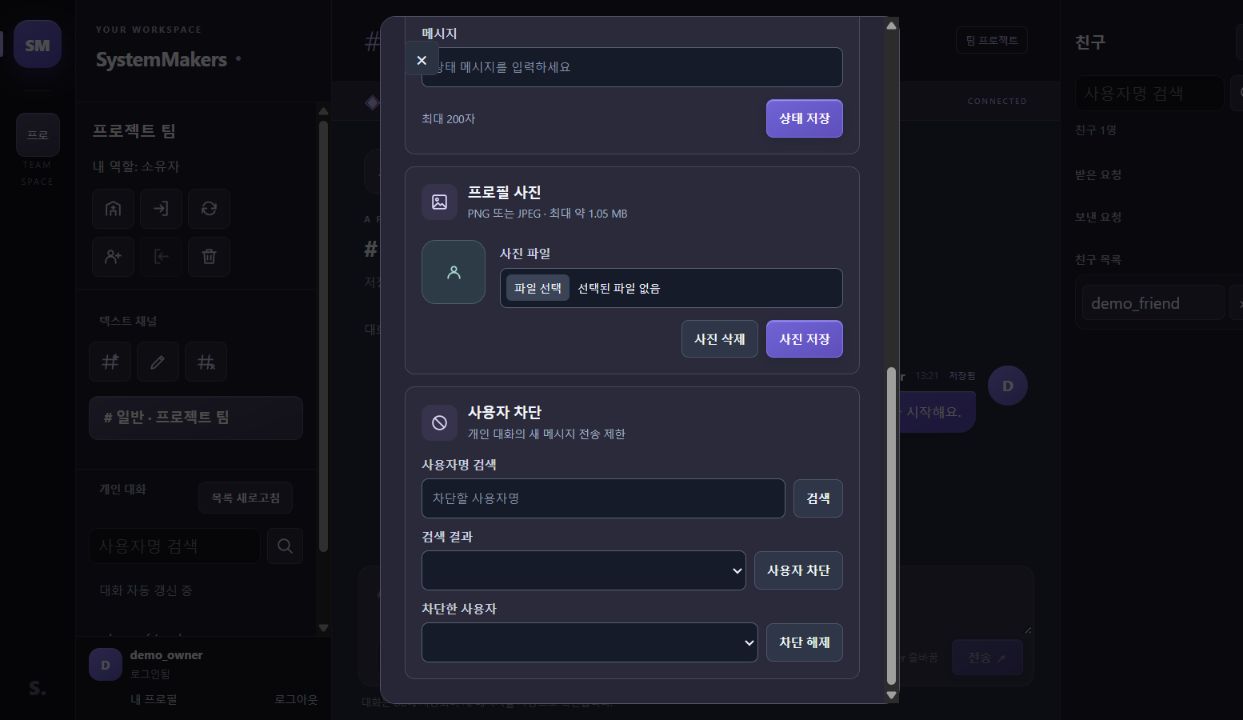 SM
프로
TEAM
SPACE
S.
YOUR WORKSPACE
SystemMakers
프로젝트 팀
내 역할: 소유자
텍스트 채널
# 일반 · 프로젝트 팀
개인 대화
목록 새로고침
사용자명 검색
대화 자동 갱신 중
D
demo_owner
로그인됨
내 프로필
로그아웃
#
팀 프로젝트
CONNECTED
#
13:21 저장됨
D
시작해요.
줄바꿈
전송
메시지
상태 메시지를 입력하세요
최대 200자
상태 저장
프로필 사진
PNG 또는 JPEG · 최대 약 1.05 MB
사진 파일
파일 선택 선택된 파일 없음
사진 삭제
사진 저장
사용자 차단
개인 대화의 새 메시지 전송 제한
사용자명 검색
차단할 사용자명
검색
검색 결과
사용자 차단
차단한 사용자
차단 해제
친구
사용자명 검색
친구 1명
받은 요청
보낸 요청
친구 목록
demo_friend